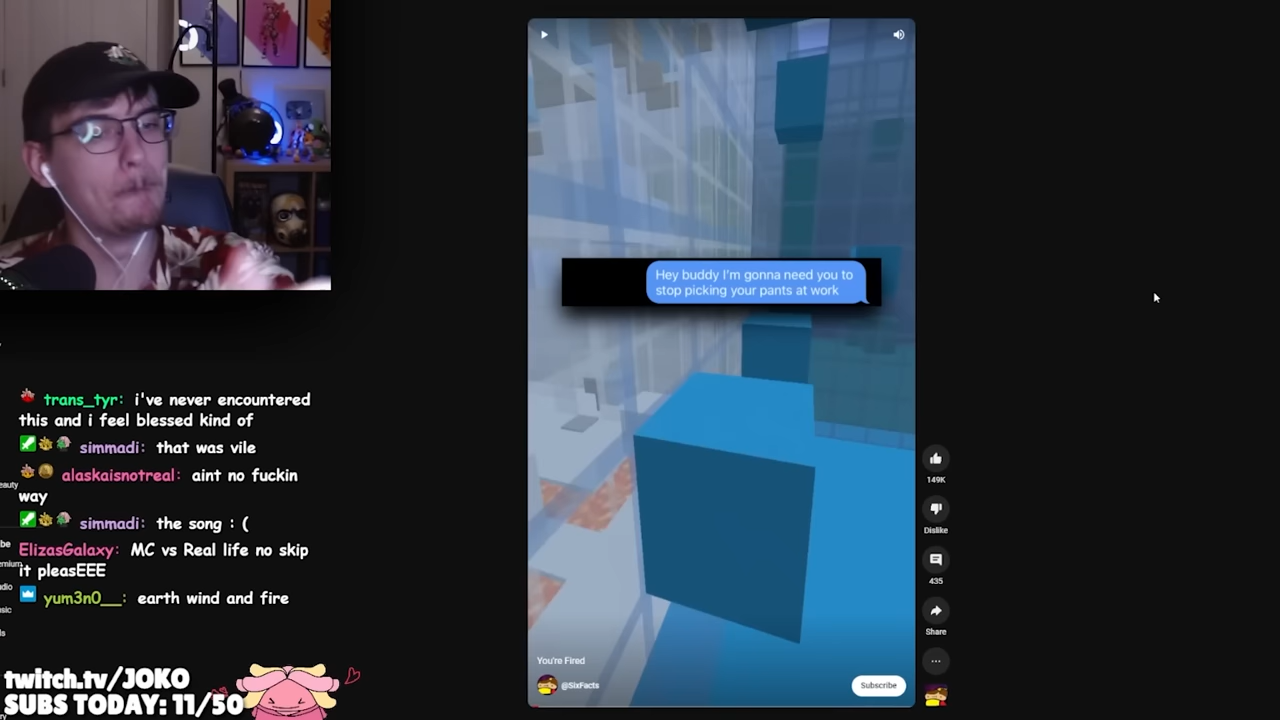 Hey buddy I'm gonna need you to
stop picking your pants at work
trans_tyr: i've never encountered
this and i feel blessed kind of
simmadi: that was vile
alaskaisnotreal: aint no fuckin
way
simmadi: the song : (
ElizasGalaxy: MC vs Real life no skip
it pleasEEE
yum3n0__: earth wind and fire
twitch.tv/JOKO
SUBS TODAY: 11/50
149K
Dislike
435
Share
You're Fired
@SixFacts
Subscribe